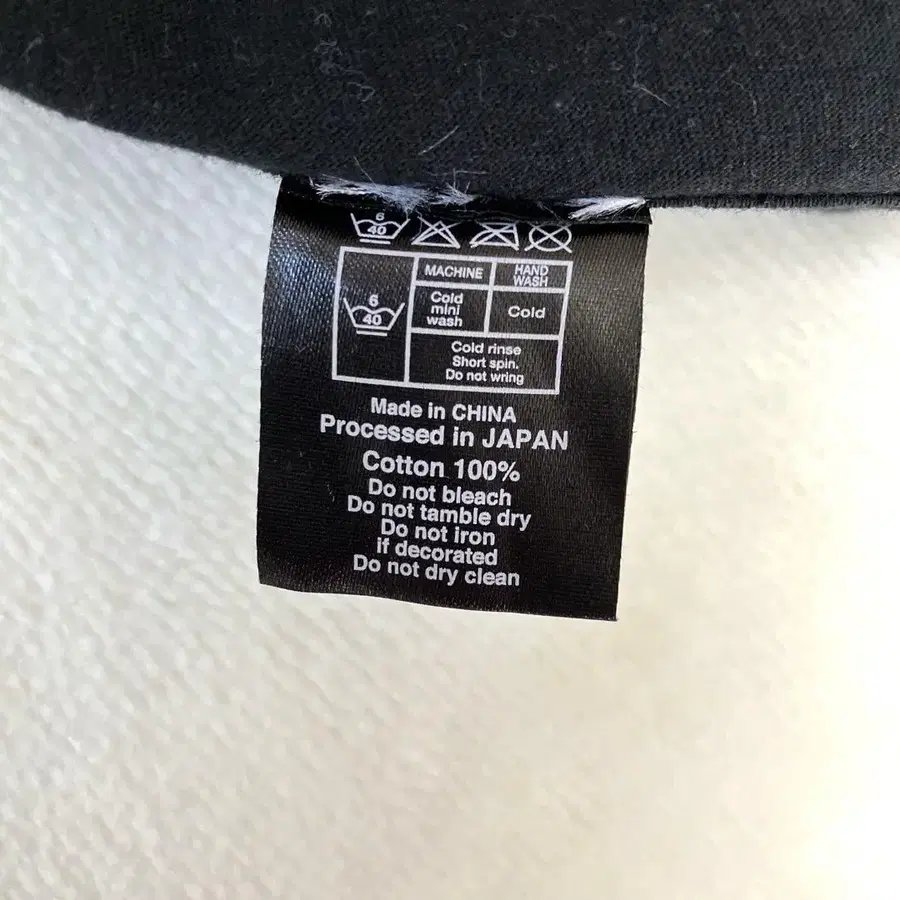 6
40
MACHINE HAND WASH
6
40
Cold mini wash Cold
Cold rinse
Short spin.
Do not wring
Made in CHINA
Processed in JAPAN
Cotton 100%
Do not bleach
Do not tamble dry
Do not iron
if decorated
Do not dry clean